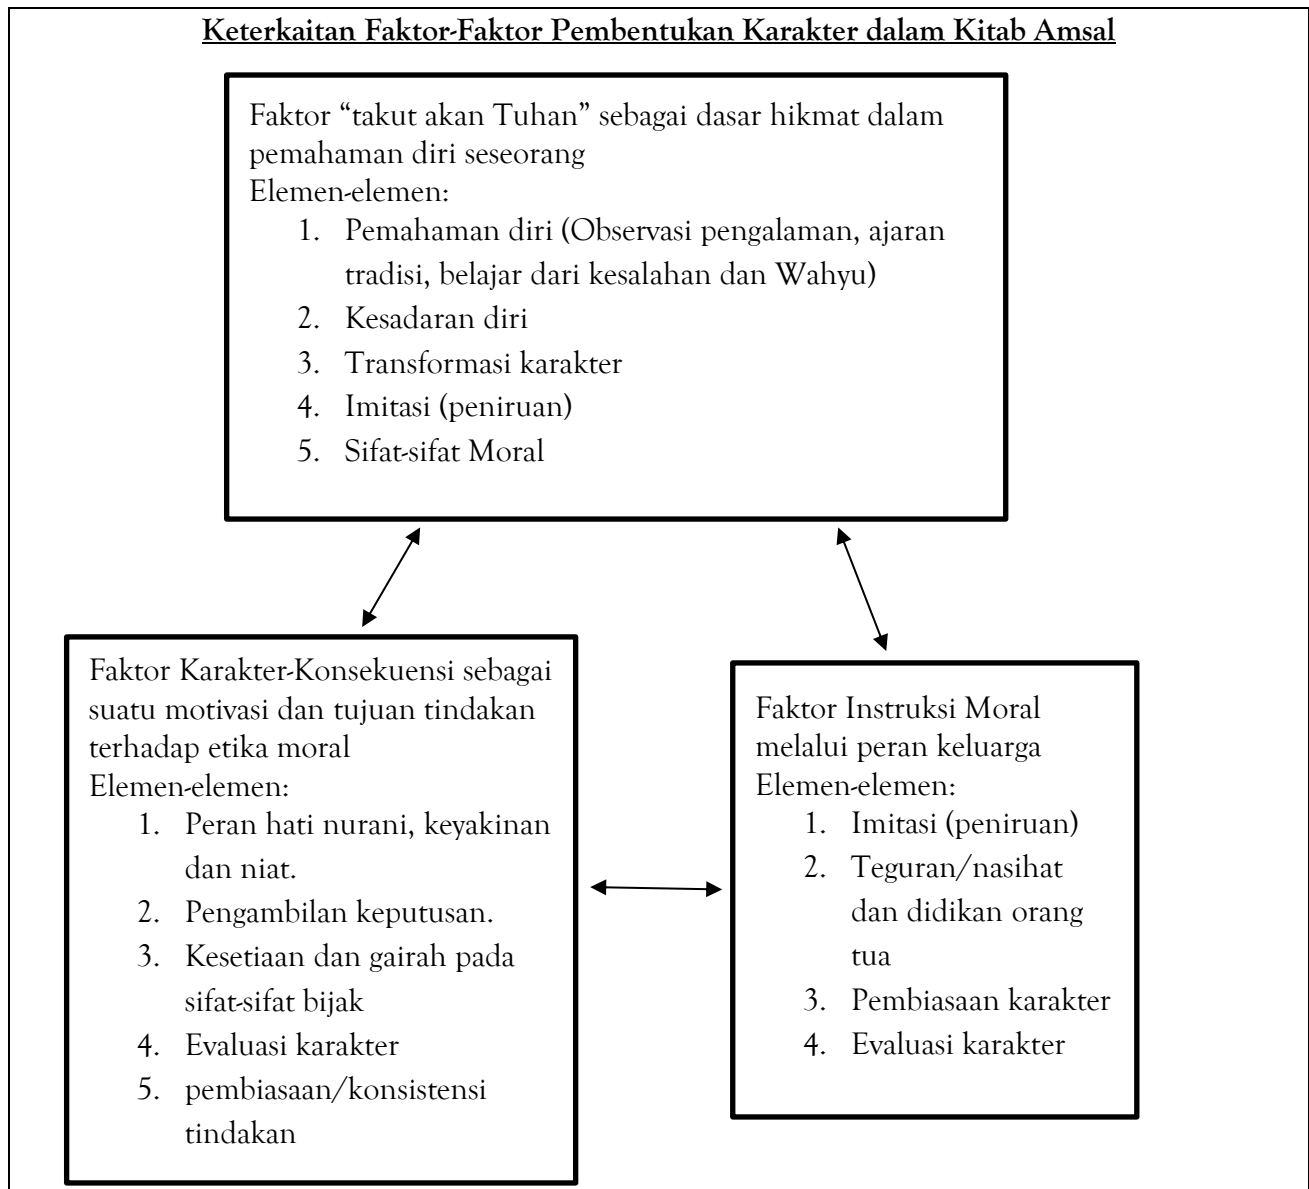 Keterkaitan Faktor-Faktor Pembentukan Karakter dalam Kitab Amsal
Faktor “takut akan Tuhan” sebagai dasar hikmat dalam
pemahaman diri seseorang
Elemen-elemen:
1. Pemahaman diri (Observasi pengalaman, ajaran
tradisi, belajar dari kesalahan dan Wahyu)
2. Kesadaran diri
3. Transformasi karakter
4. Imitasi (peniruan)
5. Sifat-sifat Moral
Faktor Karakter-Konsekuensi sebagai
suatu motivasi dan tujuan tindakan
terhadap etika moral
Elemen-elemen:
1. Peran hati nurani, keyakinan
dan niat.
2. Pengambilan keputusan.
3. Kesetiaan dan gairah pada
sifat-sifat bijak
4. Evaluasi karakter
5. pembiasaan/konsistensi
tindakan
Faktor Instruksi Moral
melalui peran keluarga
Elemen-elemen:
1. Imitasi (peniruan)
2. Teguran/nasihat
dan didikan orang
tua
3. Pembiasaan karakter
4. Evaluasi karakter